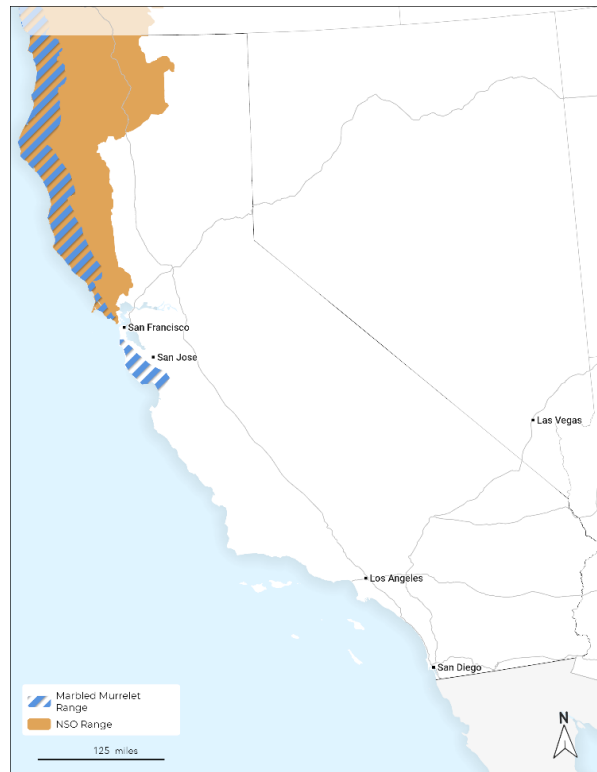 San Francisco
San Jose
Las Vegas
Los Angeles
San Diego
Marbled Murrelet
Range
NSO Range
125 miles
N